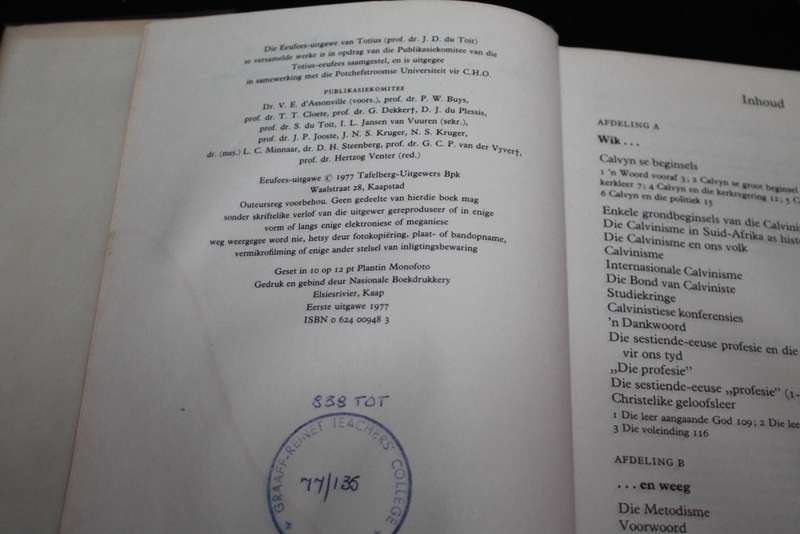 Die Eeufees-uitgawe van Totius (prof. dr. J. D. du Toit)
se versamelde werke is in opdrag van die Publikasiekomitee van die
Totius-eeufees saamgestel, en is uitgegee
in samewerking met die Potchefstroomse Universiteit vir C.H.O.
PUBLIKASIEKOMITEE
Dr. V. E. d'Assonville (voors.), prof. dr. P. W. Buys,
prof. dr. T. T. Cloete, prof. dr. G. Dekker†, D. J. du Plessis,
prof. dr. S. du Toit, I. L. Jansen van Vuuren (sekr.),
prof. dr. J. P. Jooste, J. N. S. Kruger, N. S. Kruger,
dr. (mus.) L. C. Minnaar, dr. D. H. Steenberg, prof. dr. G. C. P. van der Vyver†,
prof. dr. Hertzog Venter (red.)
Eeufees-uitgawe © 1977 Tafelberg-Uitgewers Bpk
Waalstraat 28, Kaapstad
Outeursreg voorbehou. Geen gedeelte van hierdie boek mag
sonder skriftelike verlof van die uitgewer gereproduseer of in enige
vorm of langs enige elektroniese of meganiese
weg weergegee word nie, hetsy deur fotokopiëring, plaat- of bandopname,
vermikrofilming of enige ander stelsel van inligtingsbewaring
Geset in 10 op 12 pt Plantin Monofoto
Gedruk en gebind deur Nasionale Boekdrukkery
Elsiesrivier, Kaap
Eerste uitgawe 1977
ISBN 0 624 00948 3
838 TOT
GRAAFF-REINET TEACHERS' COLLEGE
77/135
Inhoud
AFDELING A
Wik...
Calvyn se beginsels
1 'n Woord vooraf 3; 2 Calvyn se groot beginsel
kerkleer 7; 4 Calvyn en die kerkregering 12; 5 C
6 Calvyn en die politiek 15
Enkele grondbeginsels van die Calvini
Die Calvinisme in Suid-Afrika as hist
Die Calvinisme en ons volk
Calvinisme
Internasionale Calvinisme
Die Bond van Calviniste
Studiekringe
Calvinistiese konferensies
'n Dankwoord
Die sestiende-eeuse profesie en die
vir ons tyd
„Die profesie”
Die sestiende-eeuse „profesie” (1-
Christelike geloofsleer
1 Die leer aangaande God 109; 2 Die lee
3 Die voleinding 116
AFDELING B
...en weeg
Die Metodisme
Voorwoord